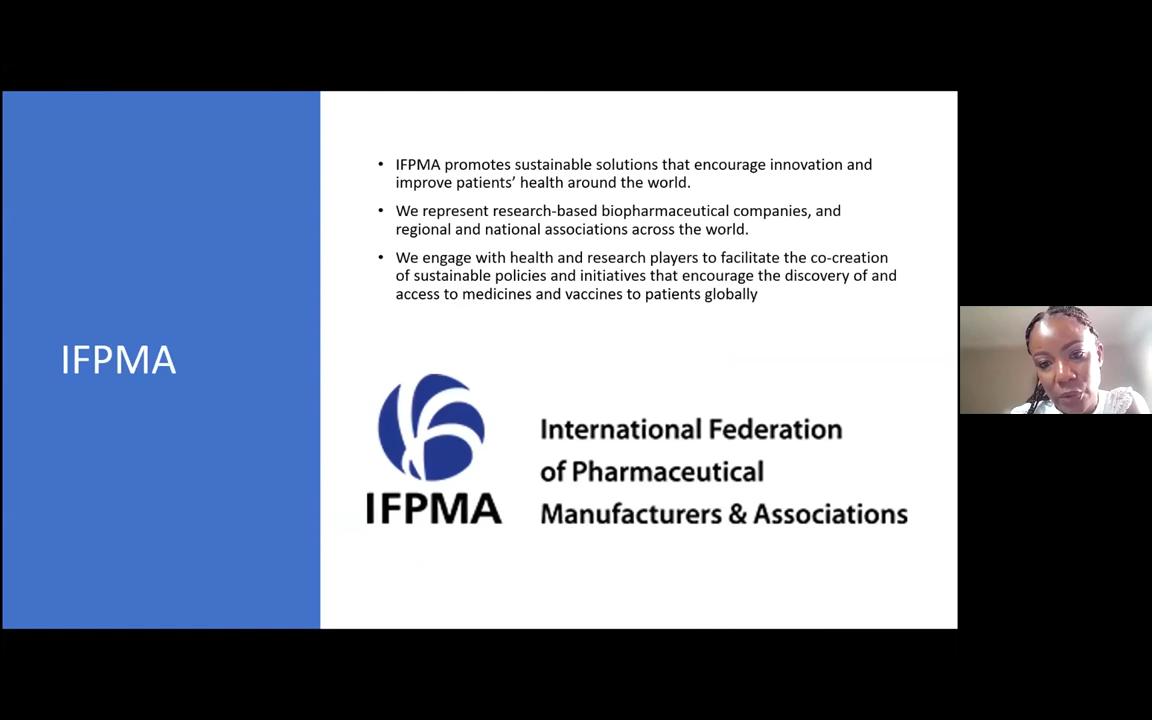 IFPMA
• IFPMA promotes sustainable solutions that encourage innovation and
improve patients’ health around the world.
• We represent research-based biopharmaceutical companies, and
regional and national associations across the world.
• We engage with health and research players to facilitate the co-creation
of sustainable policies and initiatives that encourage the discovery of and
access to medicines and vaccines to patients globally
IFPMA
International Federation
of Pharmaceutical
Manufacturers & Associations